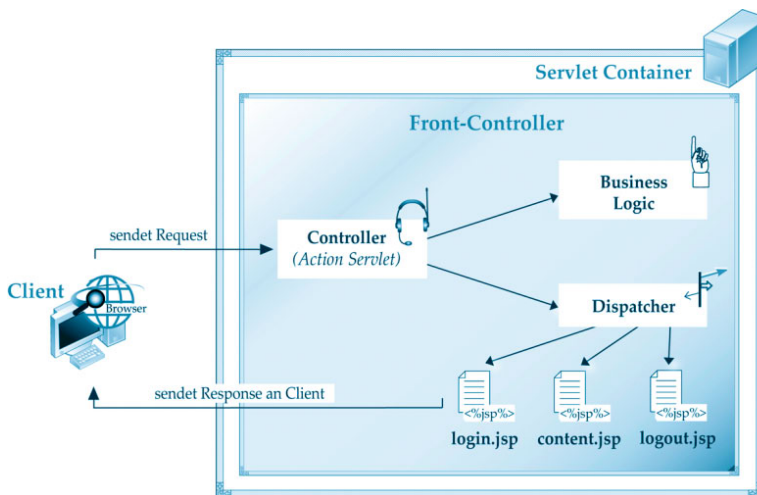 Servlet Container
Front-Controller
Business
Logic
sendet Request
Controller
(Action Servlet)
Client
Browser
Dispatcher
sendet Response an Client
<%jsp%>
<%jsp%>
<%jsp%>
login.jsp
content.jsp
logout.jsp